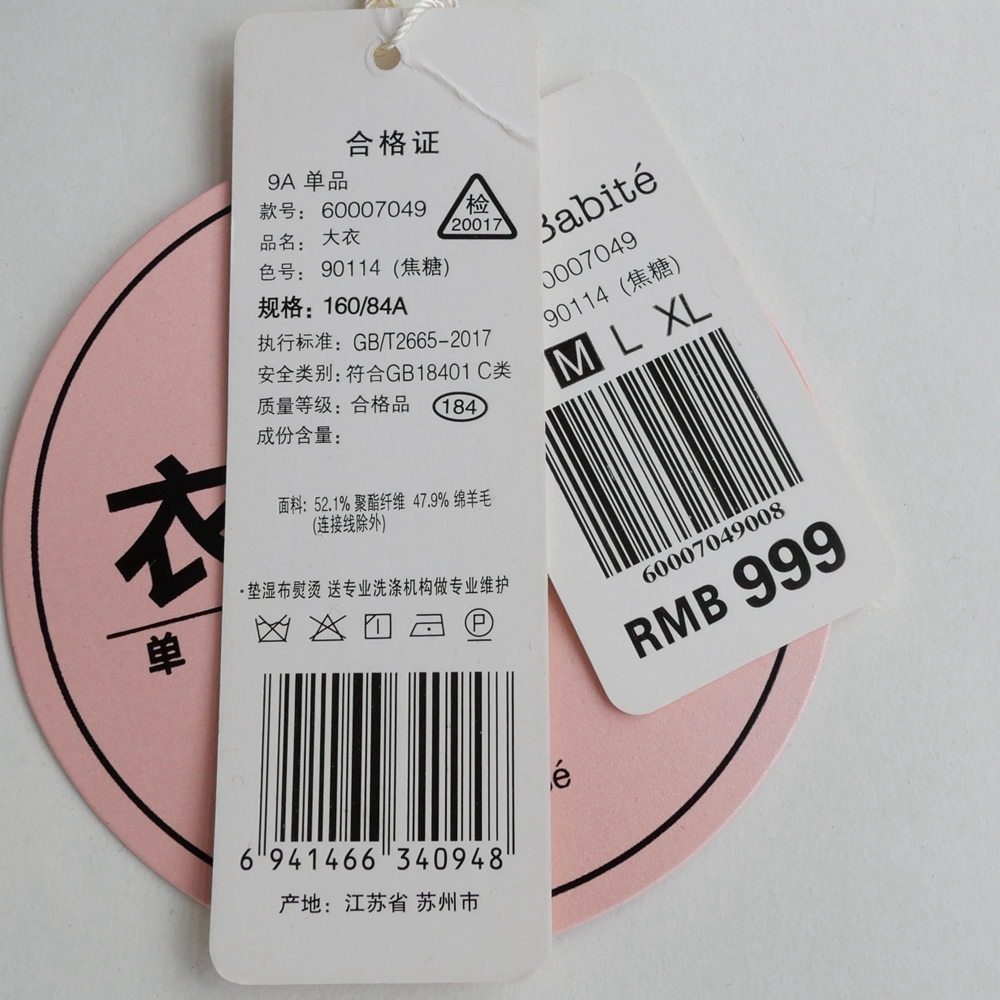 合格证
9A 单品
款号: 60007049
检
20017
品名: 大衣
色号: 90114 (焦糖)
规格: 160/84A
执行标准: GB/T2665-2017
安全类别: 符合GB18401 C类
质量等级: 合格品 184
成份含量:
面料: 52.1% 聚酯纤维 47.9% 绵羊毛
(连接线除外)
·垫湿布熨烫 送专业洗涤机构做专业维护
P
6 941466 340948
产地: 江苏省 苏州市
Babité
0007049
90114 (焦糖)
M L XL
60007049008
RMB 999
衣
单
é